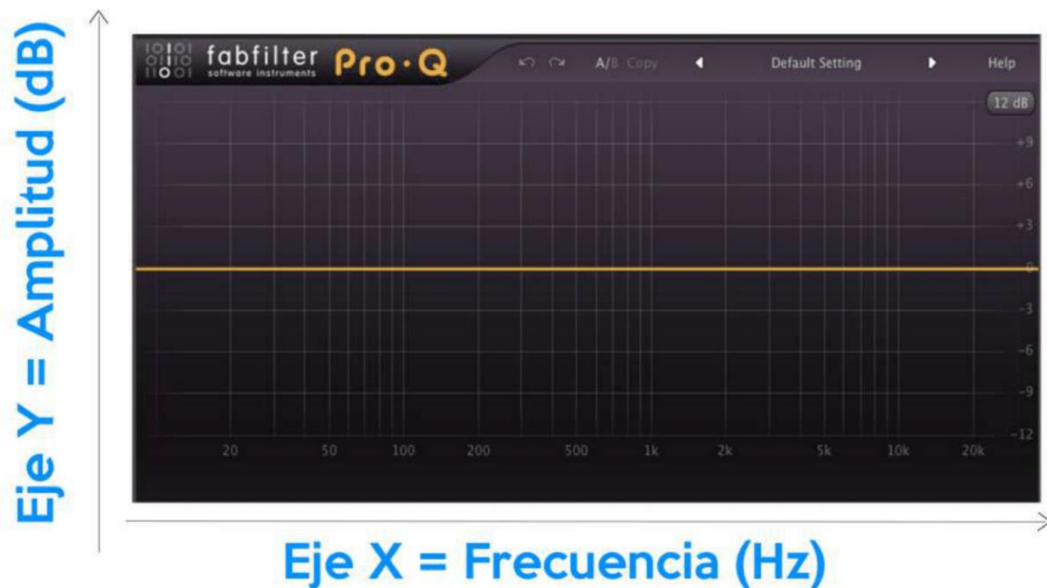 Eje Y = Amplitud (dB)
fabfilter Pro·Q
software instruments
A/B Copy
Default Setting
Help
12 dB
+9
+6
+3
0
-3
-6
-9
-12
20 50 100 200 500 1k 2k 5k 10k 20k
Eje X = Frecuencia (Hz)